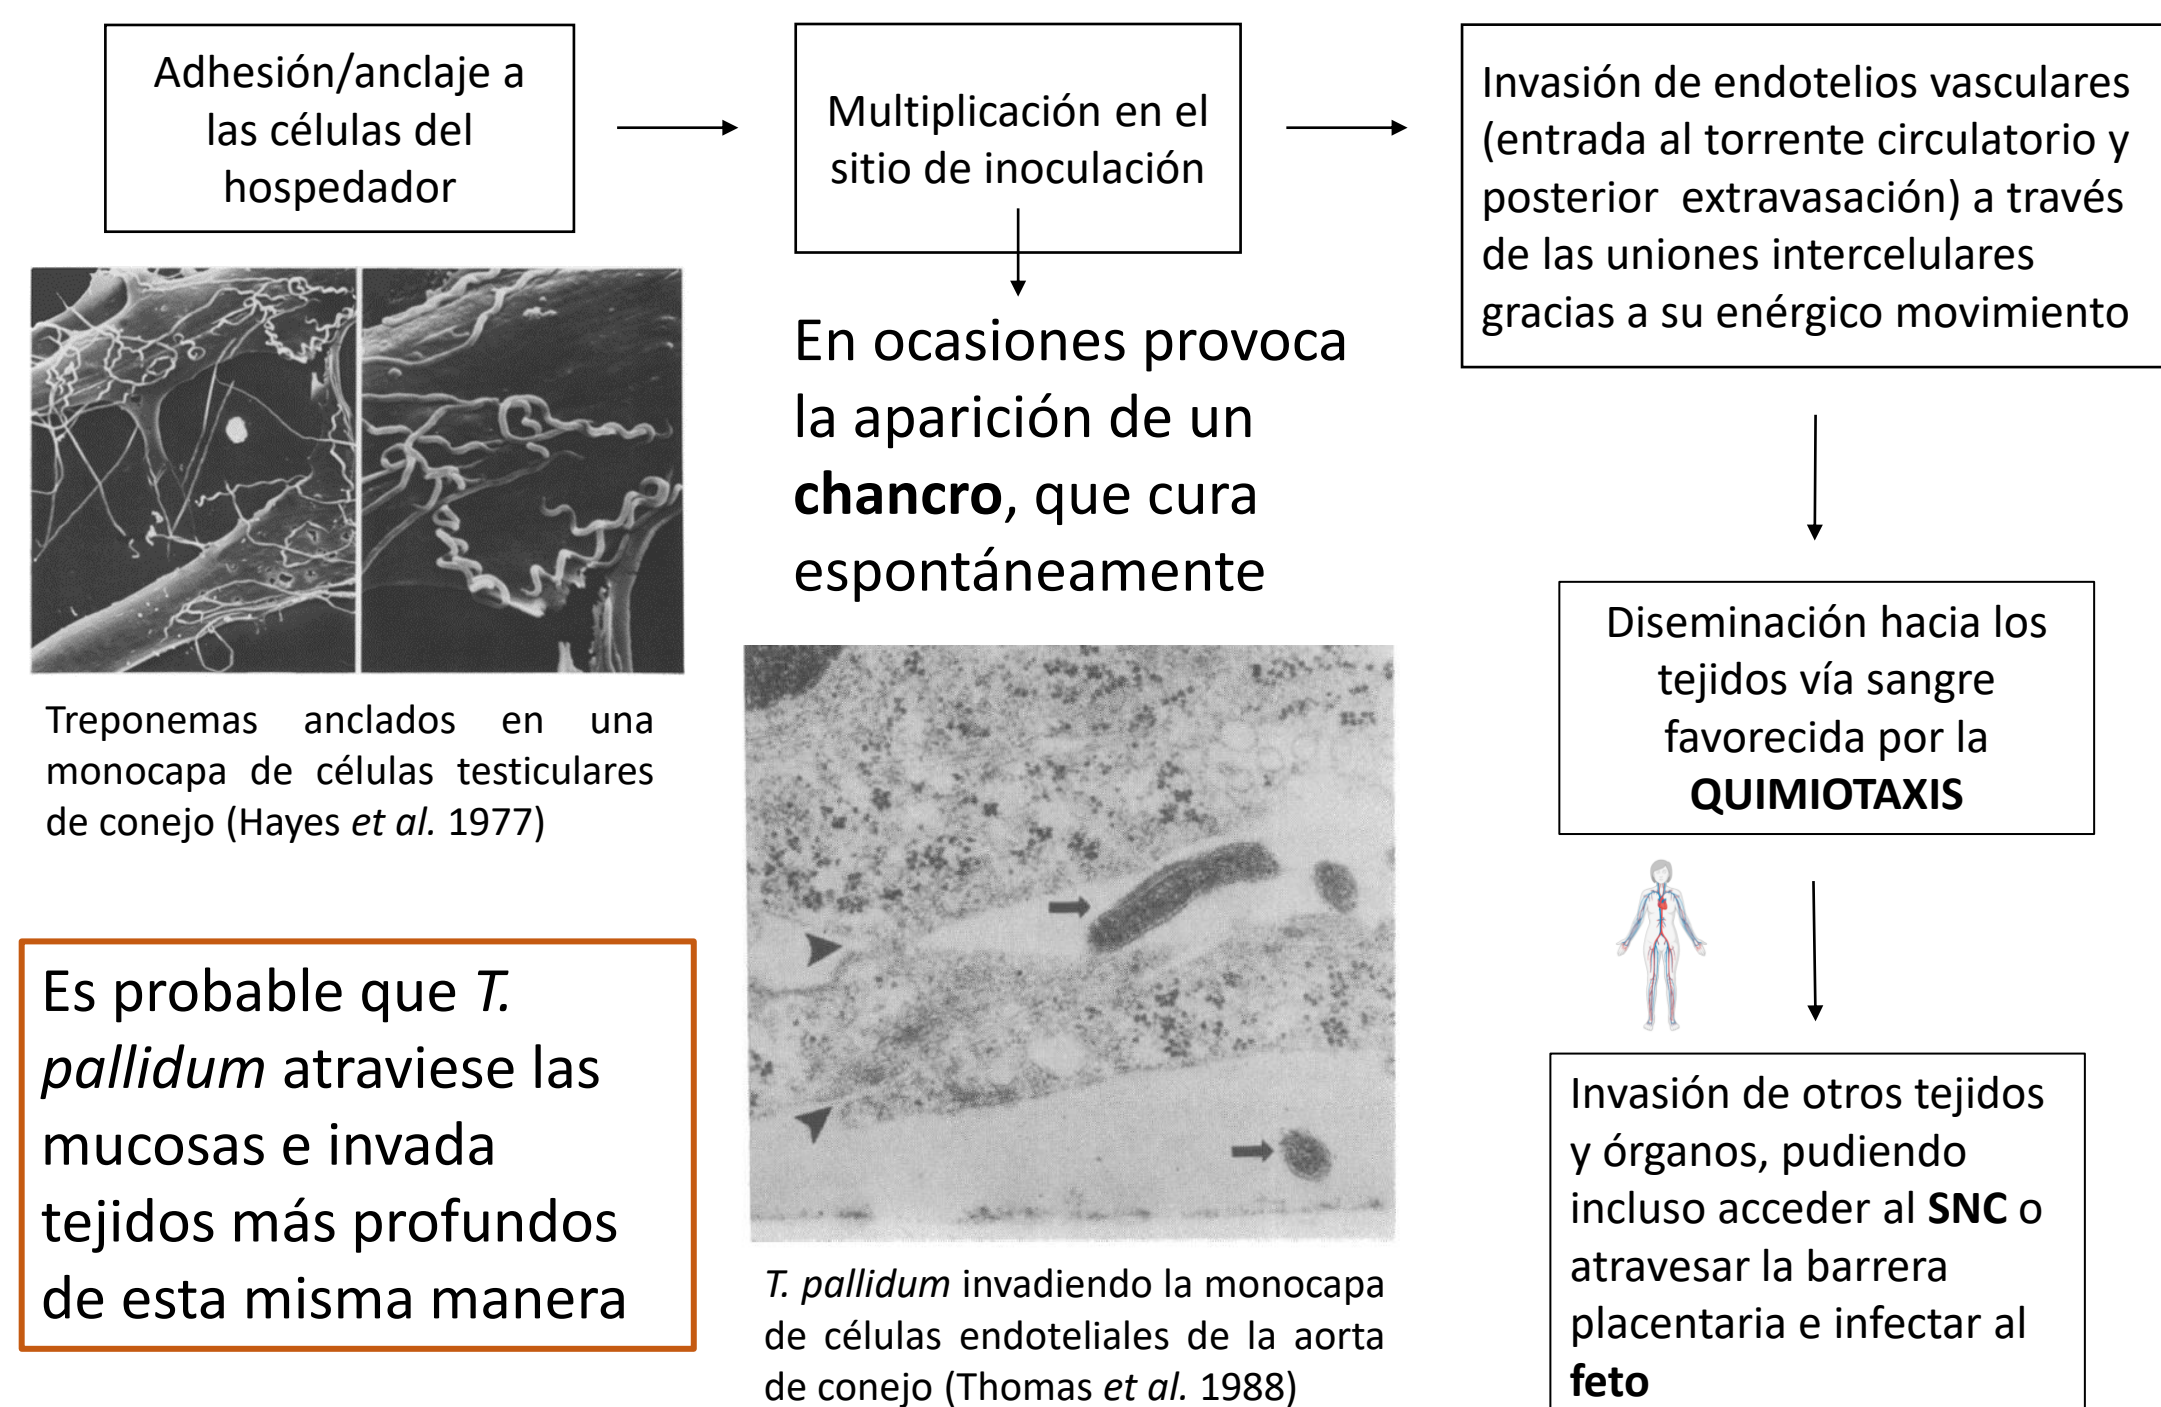 Adhesión/anclaje a
las células del
hospedador
Multiplicación en el
sitio de inoculación
Invasión de endotelios vasculares
(entrada al torrente circulatorio y
posterior extravasación) a través
de las uniones intercelulares
gracias a su enérgico movimiento
En ocasiones provoca
la aparición de un
chancro, que cura
espontáneamente
Treponemas anclados en una
monocapa de células testiculares
de conejo (Hayes et al. 1977)
Diseminación hacia los
tejidos vía sangre
favorecida por la
QUIMIOTAXIS
Es probable que T.
pallidum atraviese las
mucosas e invada
tejidos más profundos
de esta misma manera
T. pallidum invadiendo la monocapa
de células endoteliales de la aorta
de conejo (Thomas et al. 1988)
Invasión de otros tejidos
y órganos, pudiendo
incluso acceder al SNC o
atravesar la barrera
placentaria e infectar al
feto